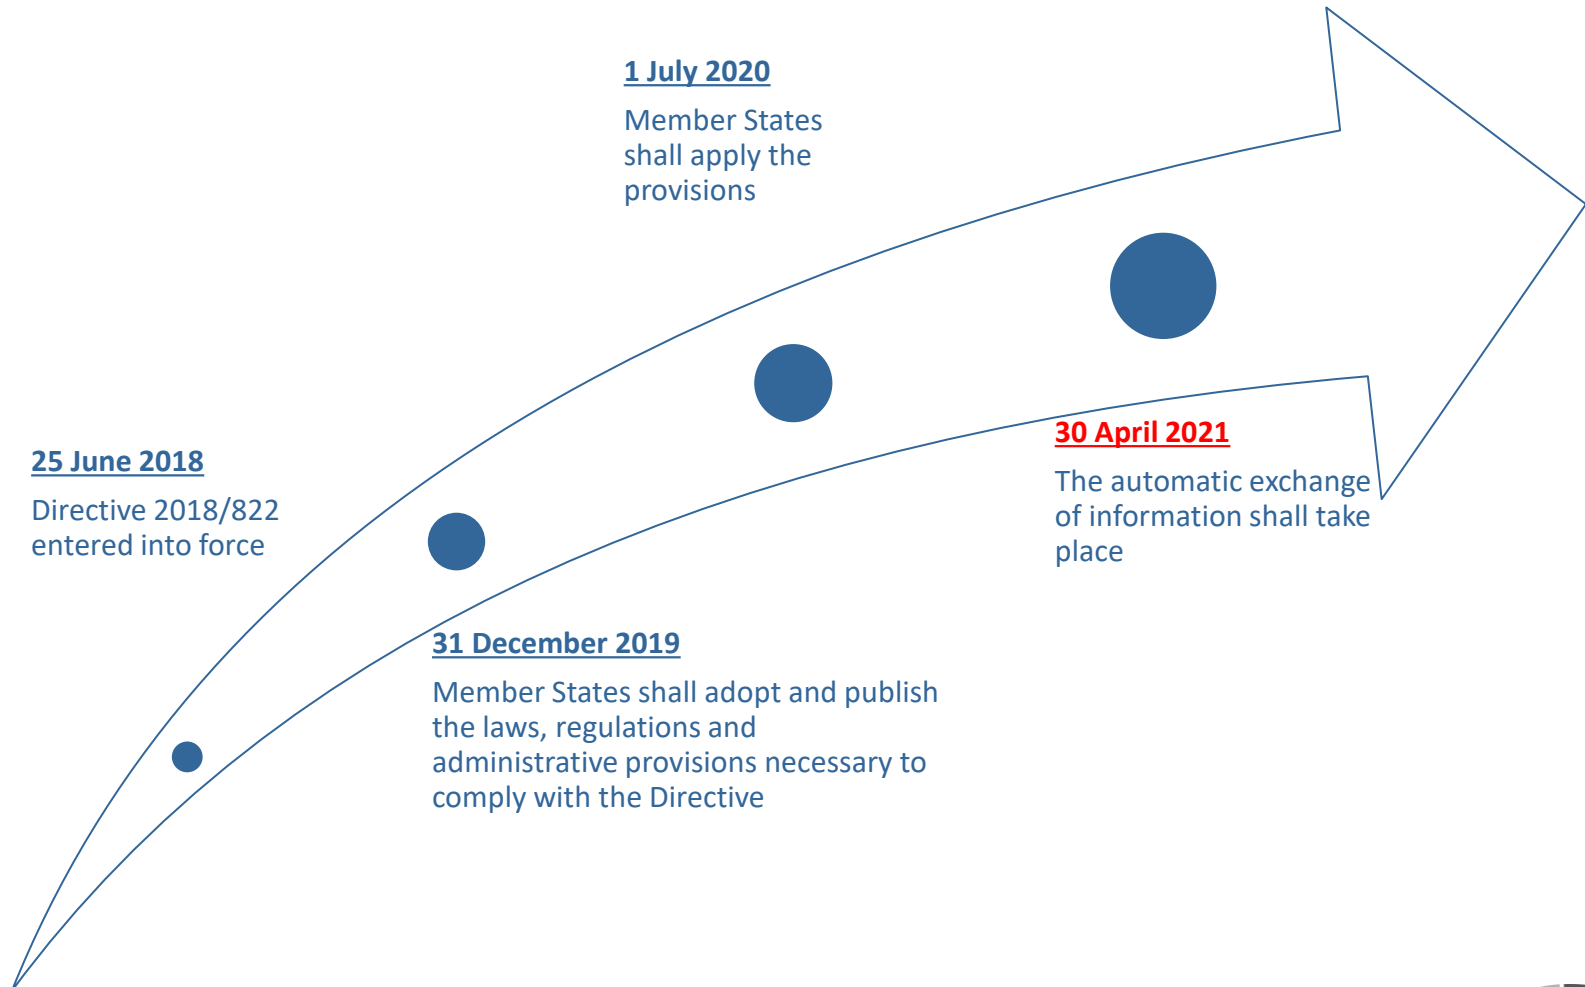 1 July 2020
Member States
shall apply the
provisions
25 June 2018
Directive 2018/822
entered into force
30 April 2021
The automatic exchange
of information shall take
place
31 December 2019
Member States shall adopt and publish
the laws, regulations and
administrative provisions necessary to
comply with the Directive